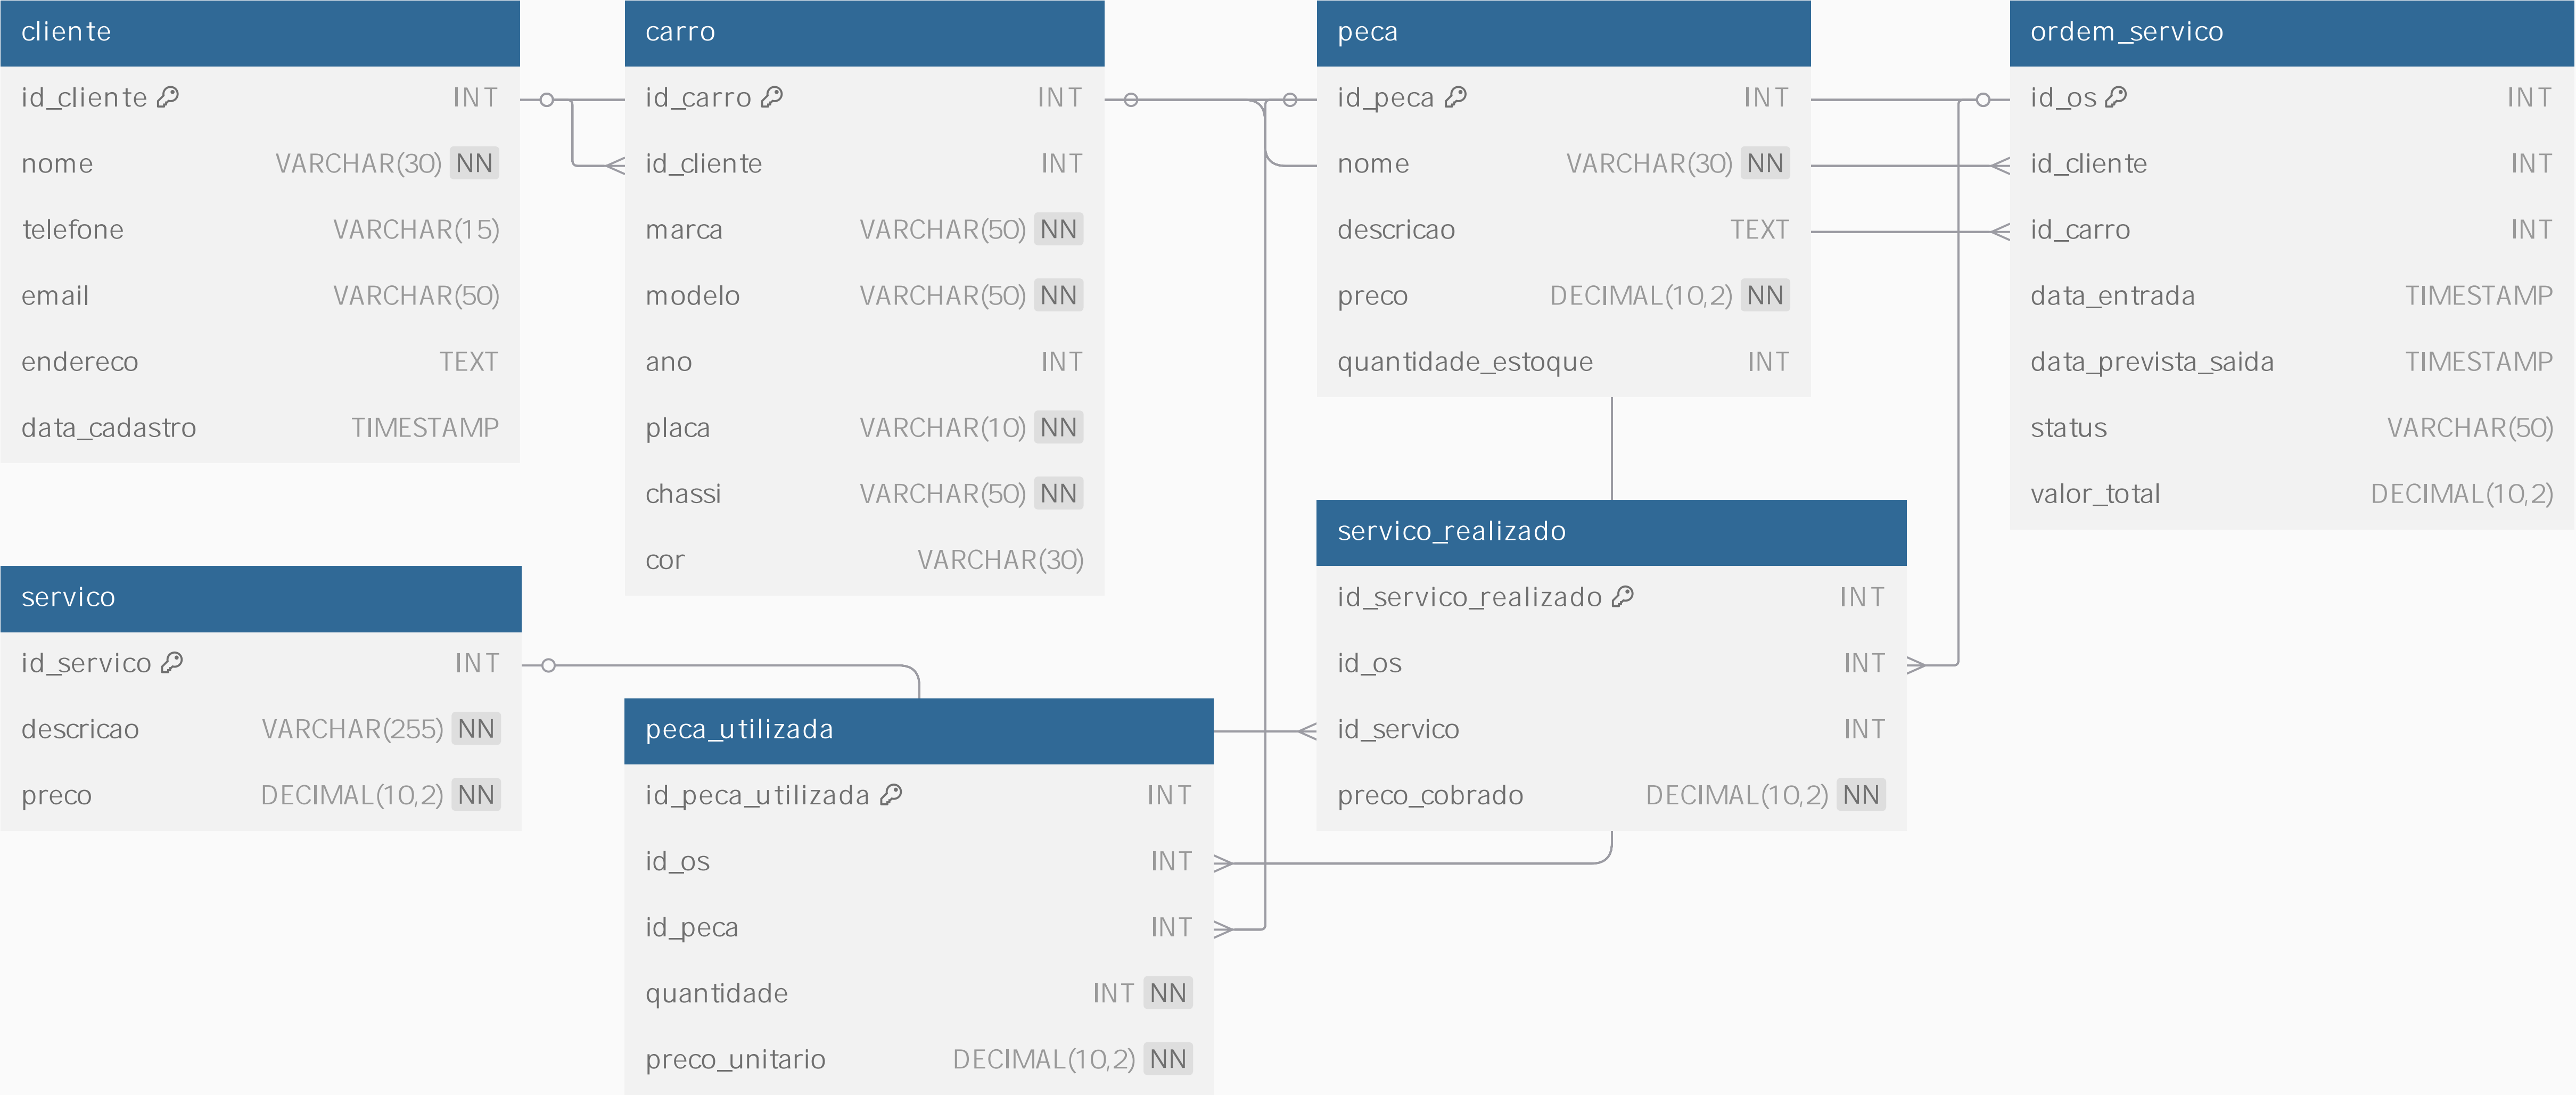 cliente
id_cliente INT
nome VARCHAR(30) NN
telefone VARCHAR(15)
email VARCHAR(50)
endereco TEXT
data_cadastro TIMESTAMP
carro
id_carro INT
id_cliente INT
marca VARCHAR(50) NN
modelo VARCHAR(50) NN
ano INT
placa VARCHAR(10) NN
chassi VARCHAR(50) NN
cor VARCHAR(30)
peca
id_peca INT
nome VARCHAR(30) NN
descricao TEXT
preco DECIMAL(10,2) NN
quantidade_estoque INT
ordem_servico
id_os INT
id_cliente INT
id_carro INT
data_entrada TIMESTAMP
data_prevista_saida TIMESTAMP
status VARCHAR(50)
valor_total DECIMAL(10,2)
servico
id_servico INT
descricao VARCHAR(255) NN
preco DECIMAL(10,2) NN
peca_utilizada
id_peca_utilizada INT
id_os INT
id_peca INT
quantidade INT NN
preco_unitario DECIMAL(10,2) NN
servico_realizado
id_servico_realizado INT
id_os INT
id_servico INT
preco_cobrado DECIMAL(10,2) NN